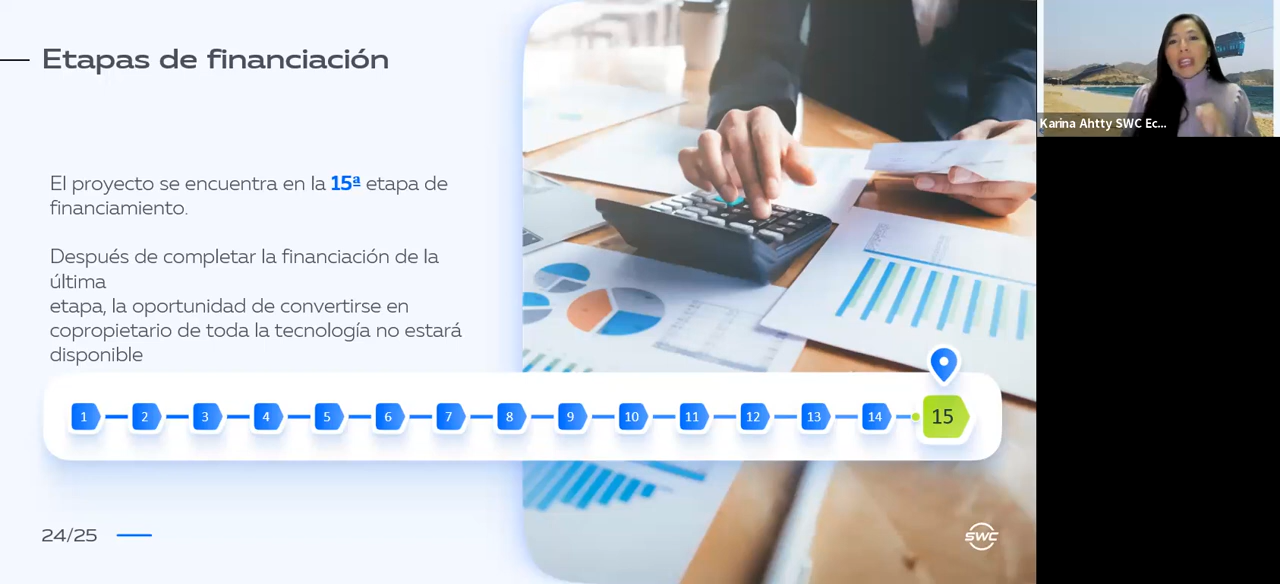 Etapas de financiación
El proyecto se encuentra en la 15ª etapa de
financiamiento.
Después de completar la financiación de la
última
etapa, la oportunidad de convertirse en
copropietario de toda la tecnología no estará
disponible
1 2 3 4 5 6 7 8 9 10 11 12 13 14 15
24/25
SWC
Karina Ahtty SWC Ec...